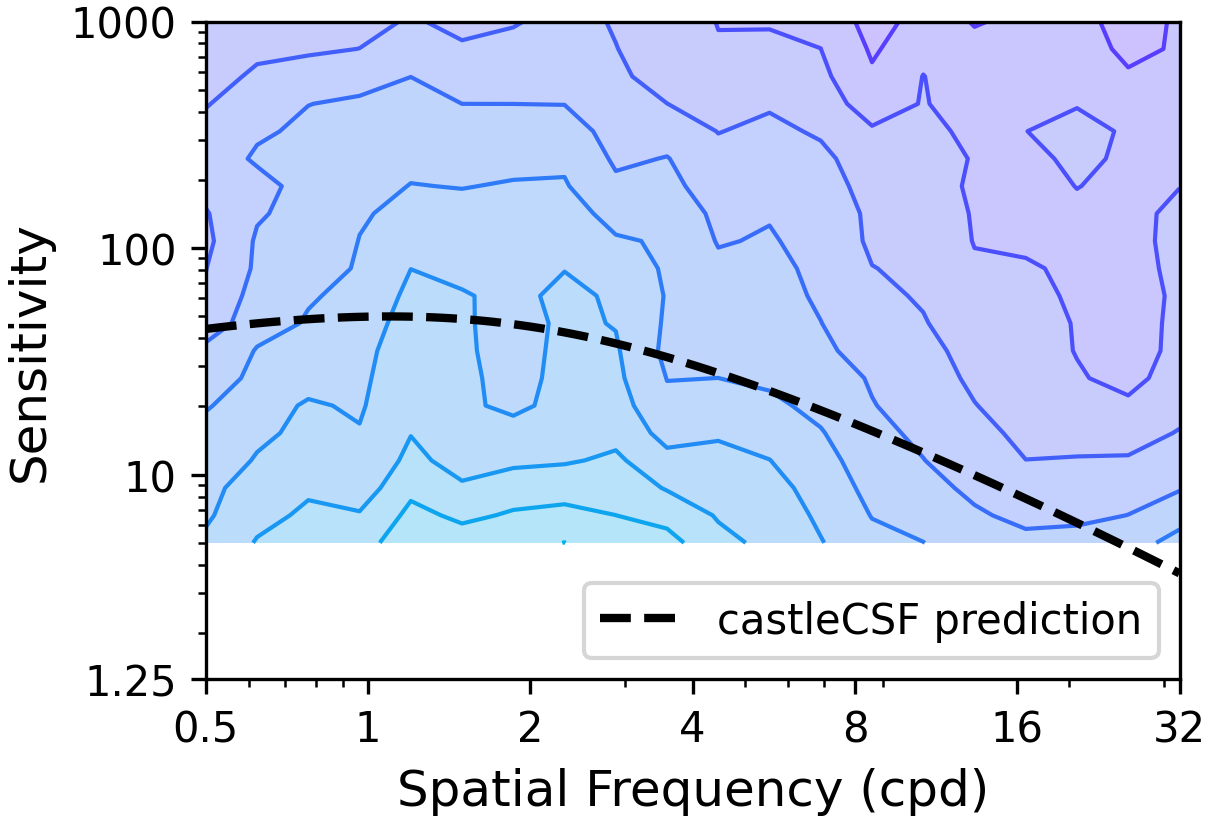 1000
100
10
1.25
Sensitivity
castleCSF prediction
0.5 1 2 4 8 16 32
Spatial Frequency (cpd)